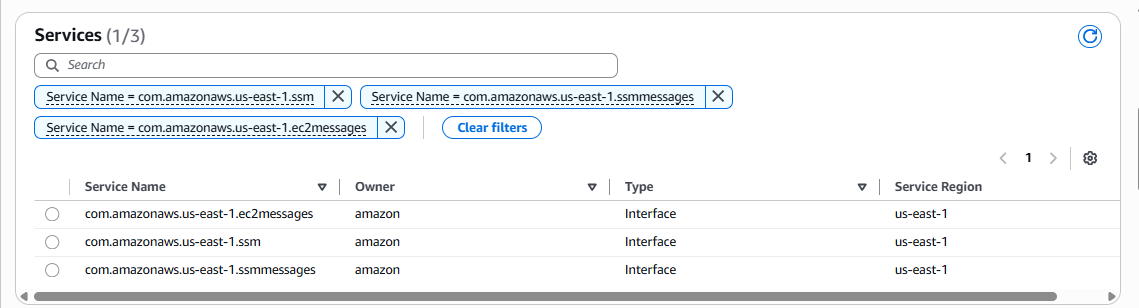 Services (1/3)
Search
Service Name = com.amazonaws.us-east-1.ssm Service Name = com.amazonaws.us-east-1.ssmmessages
Service Name = com.amazonaws.us-east-1.ec2messages Clear filters
1
Service Name Owner Type Service Region
com.amazonaws.us-east-1.ec2messages amazon Interface us-east-1
com.amazonaws.us-east-1.ssm amazon Interface us-east-1
com.amazonaws.us-east-1.ssmmessages amazon Interface us-east-1